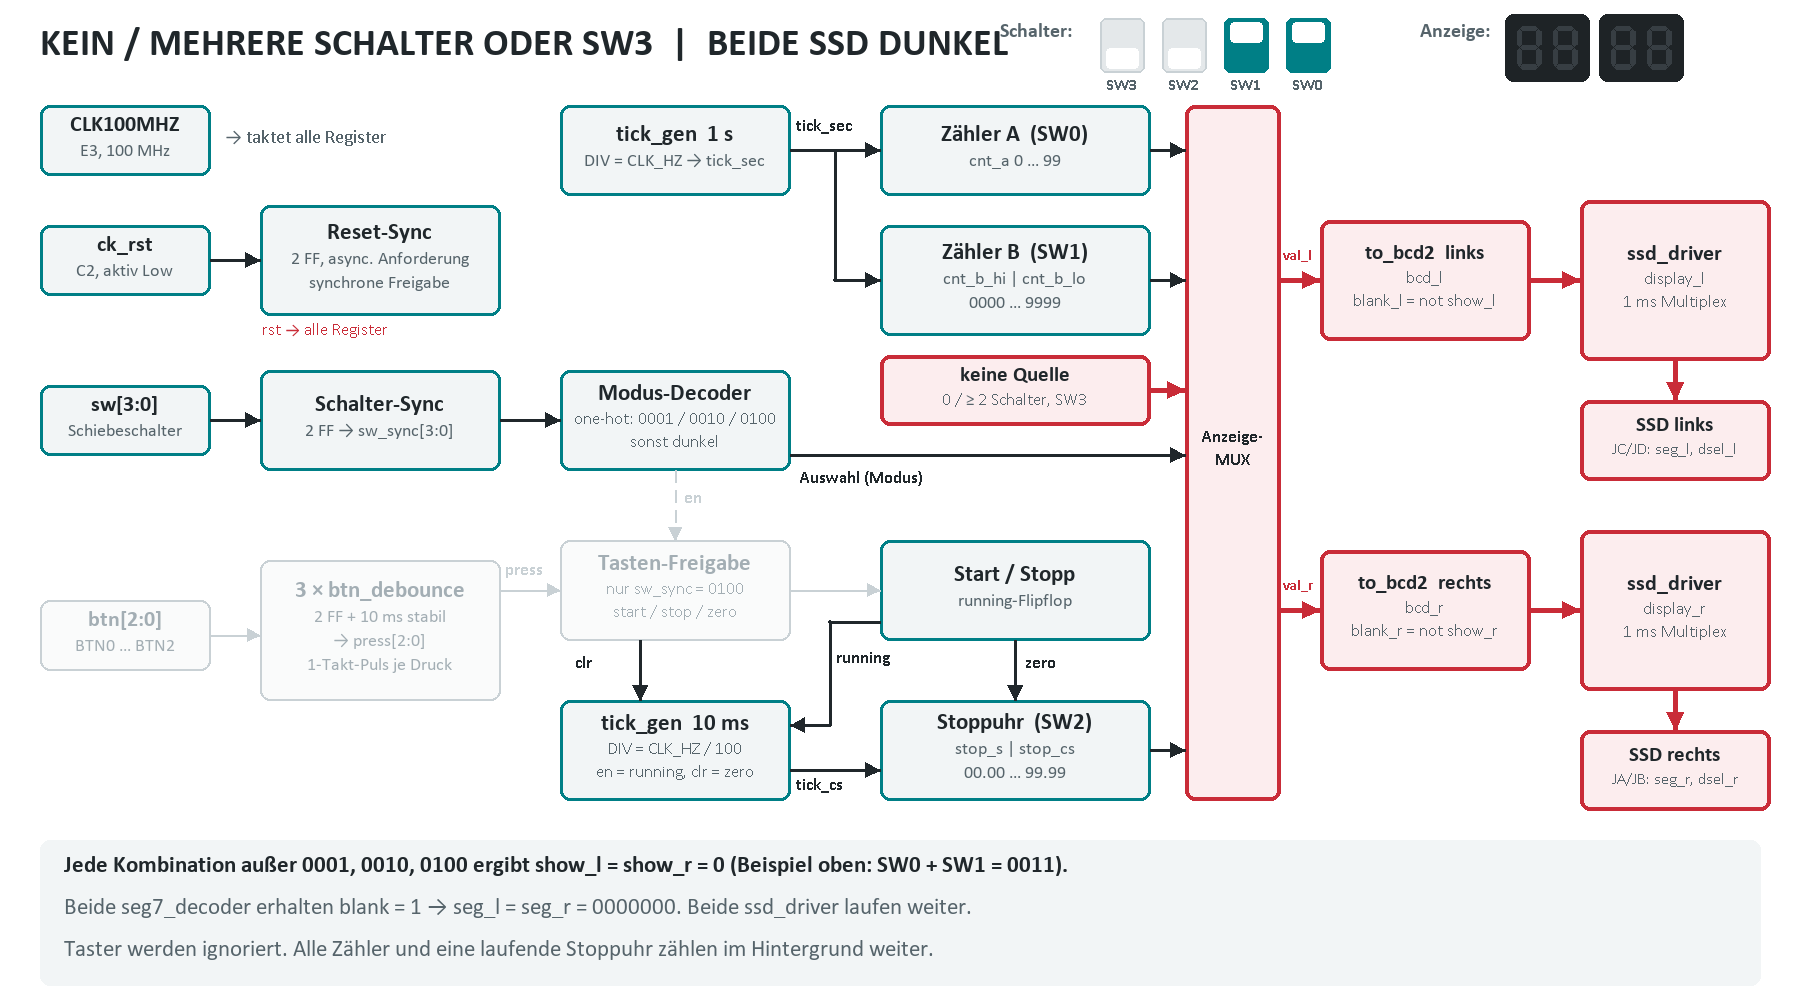 KEIN / MEHRERE SCHALTER ODER SW3 | BEIDE SSD DUNKEL
Schalter:
SW3
SW2
SW1
SW0
Anzeige:
88 88
CLK100MHZ
E3, 100 MHz
→ taktet alle Register
tick_gen 1 s
DIV = CLK_HZ → tick_sec
tick_sec
Zähler A (SW0)
cnt_a 0 ... 99
ck_rst
C2, aktiv Low
Reset-Sync
2 FF, async. Anforderung
synchrone Freigabe
rst → alle Register
Zähler B (SW1)
cnt_b_hi | cnt_b_lo
0000 ... 9999
val_l
to_bcd2 links
bcd_l
blank_l = not show_l
ssd_driver
display_l
1 ms Multiplex
keine Quelle
0 / ≥ 2 Schalter, SW3
sw[3:0]
Schiebeschalter
Schalter-Sync
2 FF → sw_sync[3:0]
Modus-Decoder
one-hot: 0001 / 0010 / 0100
sonst dunkel
Auswahl (Modus)
Anzeige-
MUX
SSD links
JC/JD: seg_l, dsel_l
en
btn[2:0]
BTN0 ... BTN2
3 × btn_debounce
2 FF + 10 ms stabil
→ press[2:0]
1-Takt-Puls je Druck
press
Tasten-Freigabe
nur sw_sync = 0100
start / stop / zero
Start / Stopp
running-Flipflop
val_r
to_bcd2 rechts
bcd_r
blank_r = not show_r
ssd_driver
display_r
1 ms Multiplex
clr
running
zero
tick_gen 10 ms
DIV = CLK_HZ / 100
en = running, clr = zero
tick_cs
Stoppuhr (SW2)
stop_s | stop_cs
00.00 ... 99.99
SSD rechts
JA/JB: seg_r, dsel_r
Jede Kombination außer 0001, 0010, 0100 ergibt show_l = show_r = 0 (Beispiel oben: SW0 + SW1 = 0011).
Beide seg7_decoder erhalten blank = 1 → seg_l = seg_r = 0000000. Beide ssd_driver laufen weiter.
Taster werden ignoriert. Alle Zähler und eine laufende Stoppuhr zählen im Hintergrund weiter.